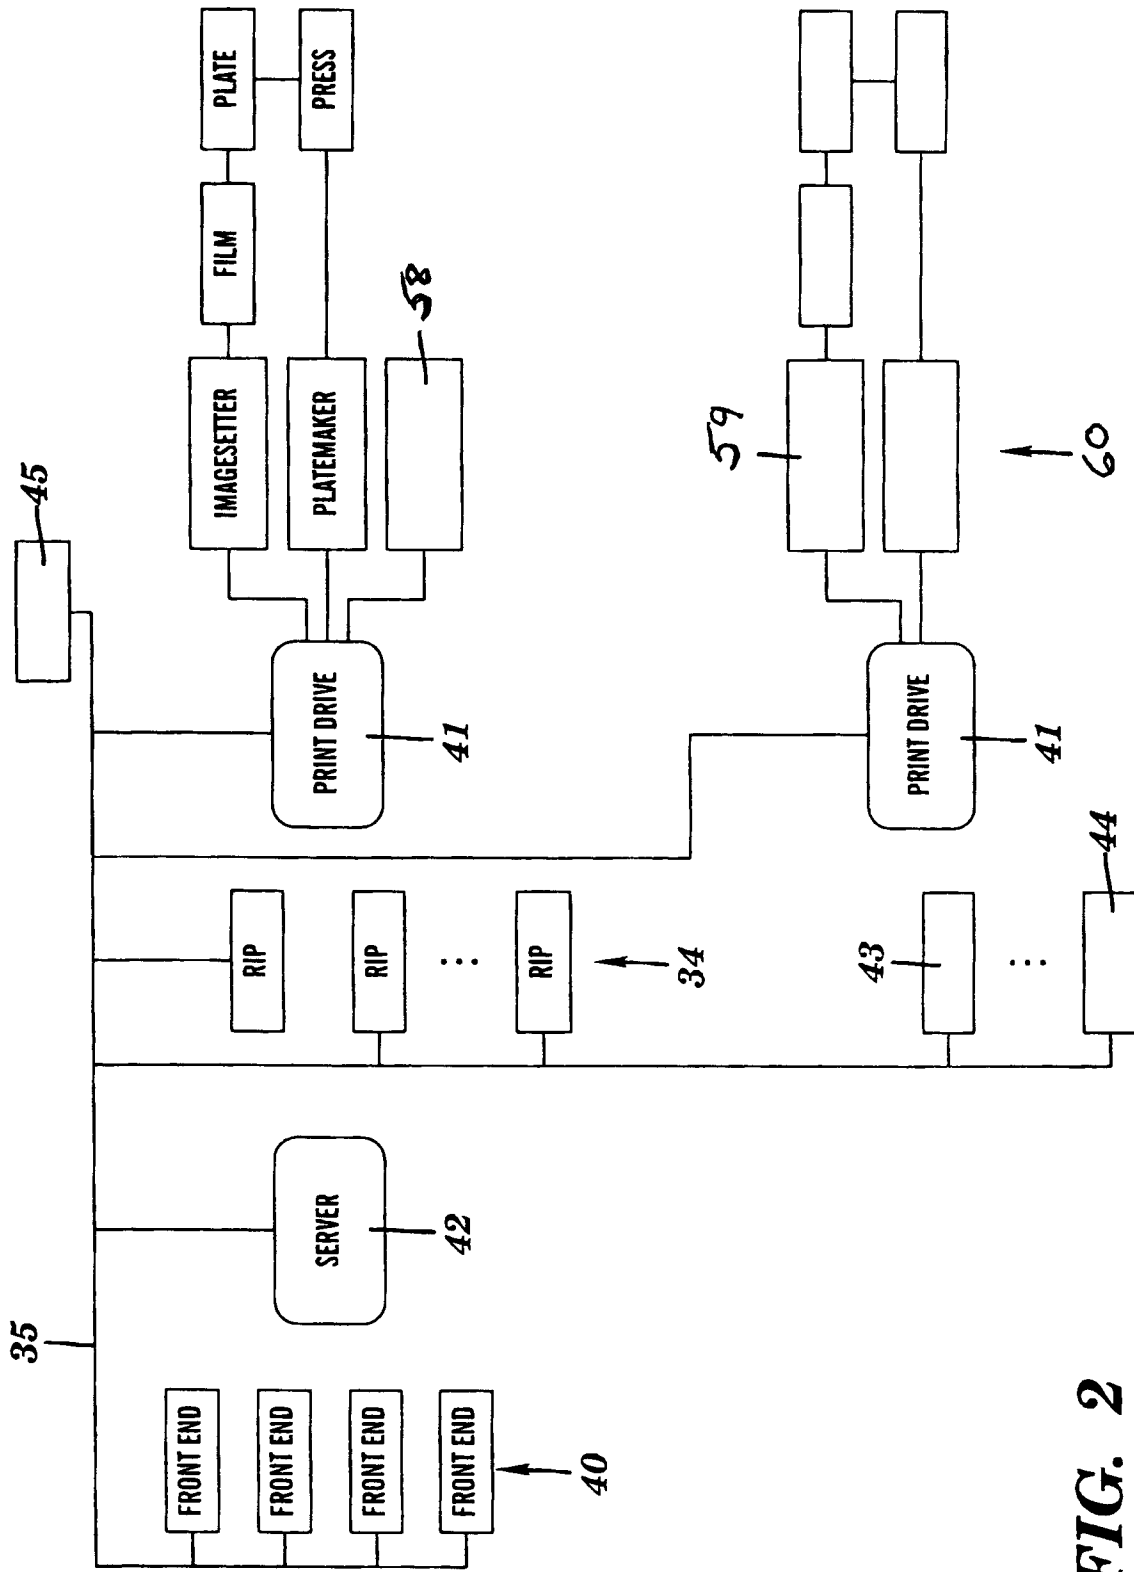 45
35
FRONT END
FRONT END
FRONT END
FRONT END
40
SERVER
42
RIP
RIP
...
RIP
34
43
...
44
PRINT DRIVE
41
IMAGESETTER
FILM
PLATE
PLATEMAKER
PRESS
58
PRINT DRIVE
41
59
60
FIG. 2